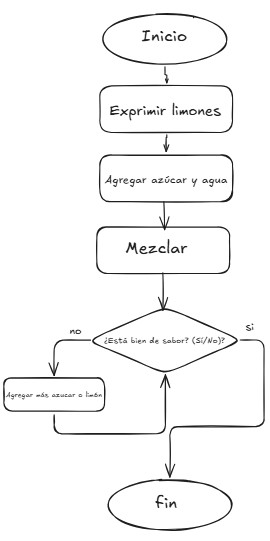 Inicio
Exprimir limones
Agregar azúcar y agua
Mezclar
¿Está bien de sabor? (Sí/No)?
no
si
Agregar más azucar o limón
fin